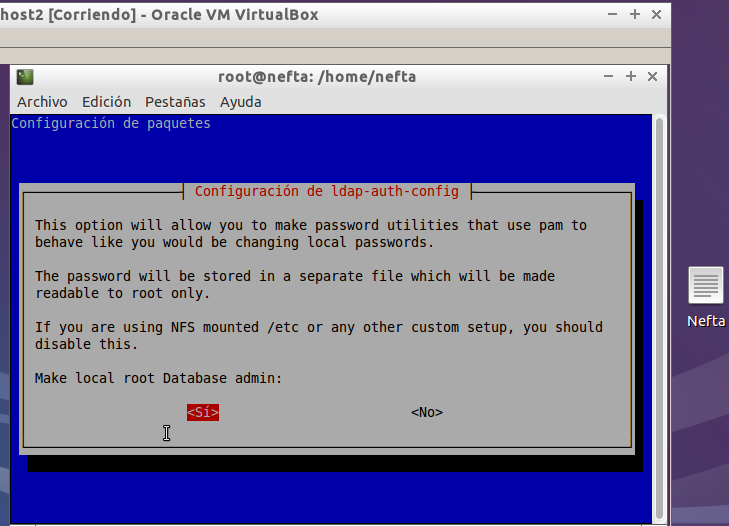 host2 [Corriendo] - Oracle VM VirtualBox
root@nefta: /home/nefta
Archivo Edición Pestañas Ayuda
Configuración de paquetes
Configuración de ldap-auth-config
This option will allow you to make password utilities that use pam to
behave like you would be changing local passwords.
The password will be stored in a separate file which will be made
readable to root only.
If you are using NFS mounted /etc or any other custom setup, you should
disable this.
Make local root Database admin:
<Sí> <No>
Nefta